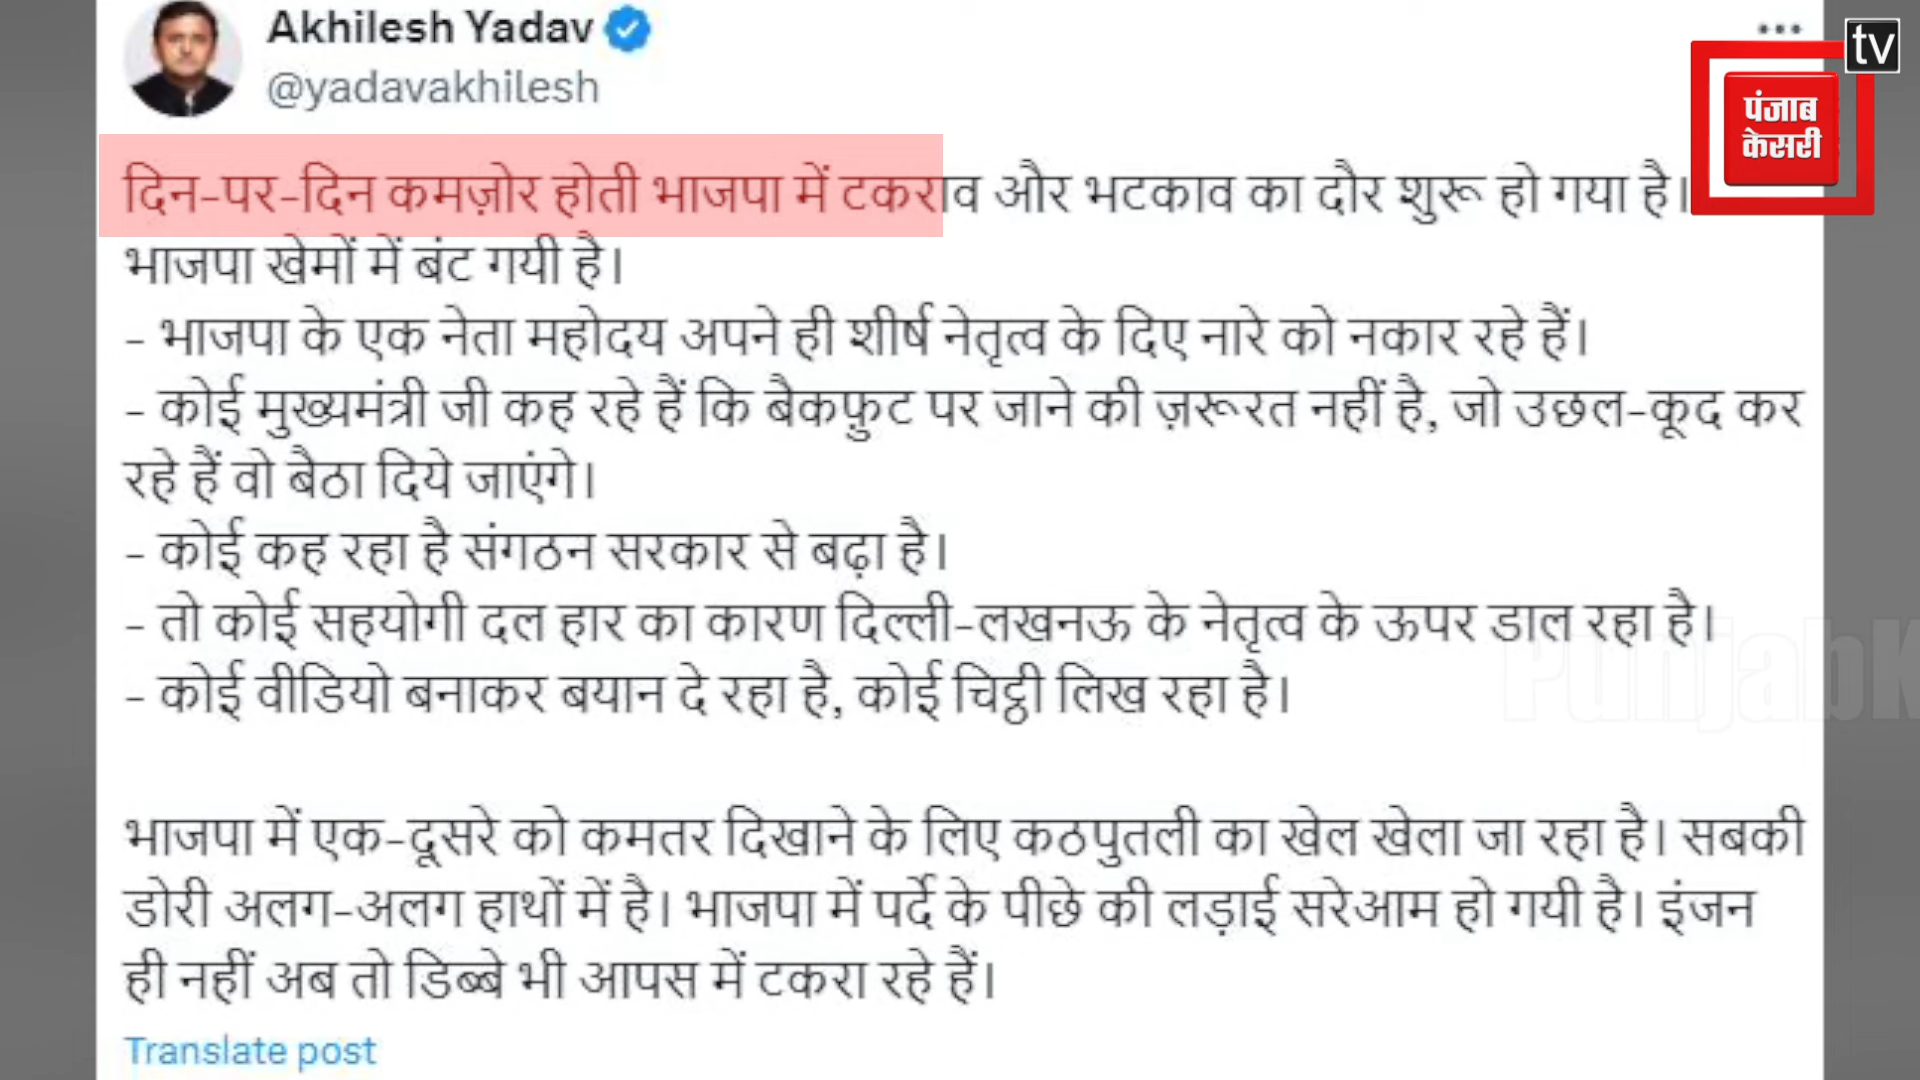 Akhilesh Yadav
@yadavakhilesh
tv
पंजाब
केसरी
दिन-पर-दिन कमज़ोर होती भाजपा में टकराव और भटकाव का दौर शुरू हो गया है।
भाजपा खेमों में बंट गयी है।
- भाजपा के एक नेता महोदय अपने ही शीर्ष नेतृत्व के दिए नारे को नकार रहे हैं।
- कोई मुख्यमंत्री जी कह रहे हैं कि बैकफ़ुट पर जाने की ज़रूरत नहीं है, जो उछल-कूद कर
रहे हैं वो बैठा दिये जाएंगे।
- कोई कह रहा है संगठन सरकार से बढ़ा है।
- तो कोई सहयोगी दल हार का कारण दिल्ली-लखनऊ के नेतृत्व के ऊपर डाल रहा है।
PunjabK
- कोई वीडियो बनाकर बयान दे रहा है, कोई चिट्ठी लिख रहा है।
भाजपा में एक-दूसरे को कमतर दिखाने के लिए कठपुतली का खेल खेला जा रहा है। सबकी
डोरी अलग-अलग हाथों में है। भाजपा में पर्दे के पीछे की लड़ाई सरेआम हो गयी है। इंजन
ही नहीं अब तो डिब्बे भी आपस में टकरा रहे हैं।
Translate post